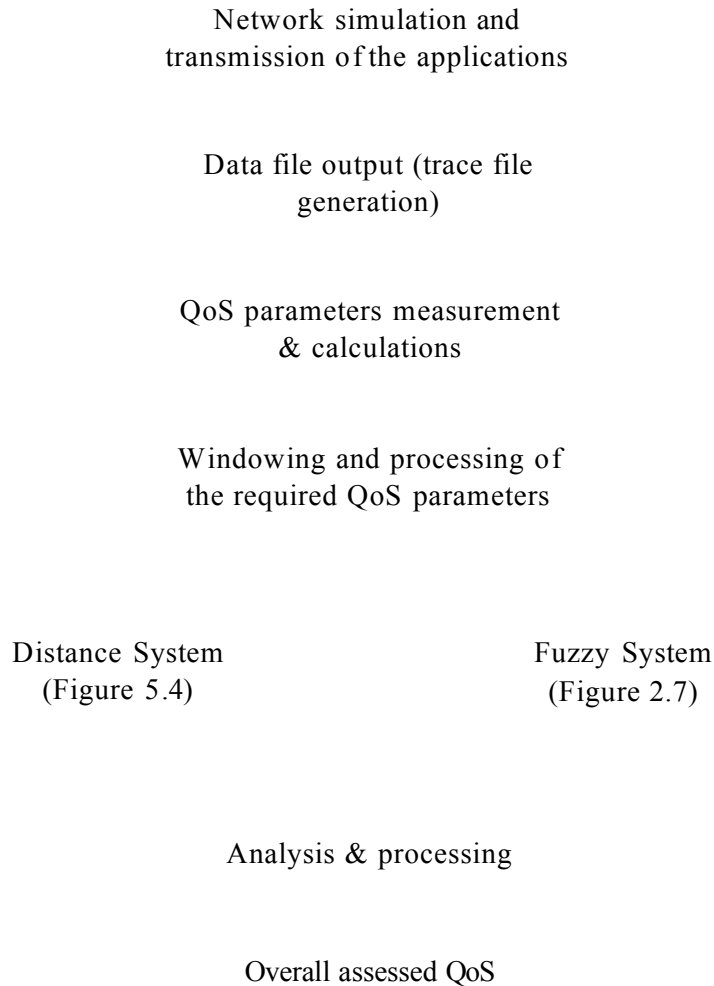 Network simulation and
transmission of the applications
Data file output (trace file
generation)
QoS parameters measurement
& calculations
Windowing and processing of
the required QoS parameters
Distance System
(Figure 5.4)
Fuzzy System
(Figure 2.7)
Analysis & processing
Overall assessed QoS